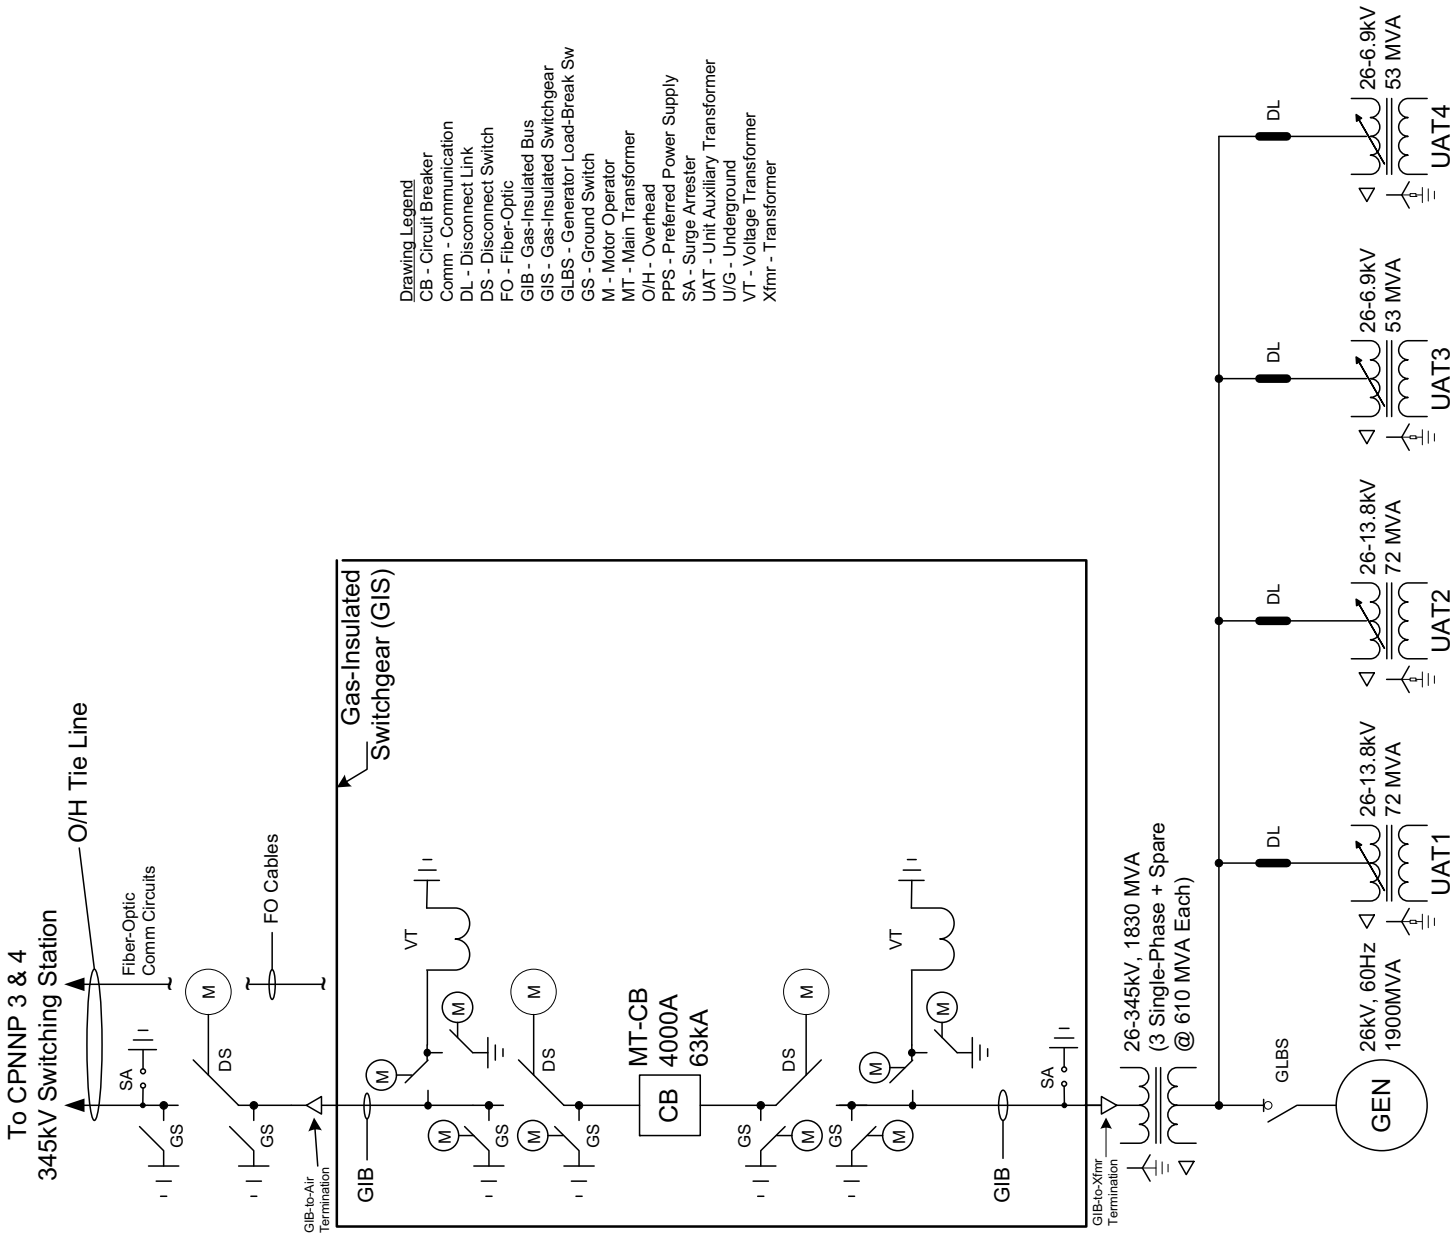 To CPNNP 3 & 4
345kV Switching Station
O/H Tie Line
Fiber-Optic
Comm Circuits
SA
M
DS
FO Cables
GS
GS
GIB-to-Air
Termination
Gas-Insulated
Switchgear (GIS)
GIB
M
VT
M
M
GS
M
DS
M
GS
MT-CB
4000A
63kA
CB
M
DS
GS
M
GS
M
M
VT
M
GIB
SA
GIB-to-Xfmr
Termination
26-345kV, 1830 MVA
(3 Single-Phase + Spare
@ 610 MVA Each)
GLBS
GEN
26kV, 60Hz
1900MVA
DL
26-13.8kV
72 MVA
UAT1
DL
26-13.8kV
72 MVA
UAT2
DL
26-6.9kV
53 MVA
UAT3
DL
26-6.9kV
53 MVA
UAT4
Drawing Legend
CB - Circuit Breaker
Comm - Communication
DL - Disconnect Link
DS - Disconnect Switch
FO - Fiber-Optic
GIB - Gas-Insulated Bus
GIS - Gas-Insulated Switchgear
GLBS - Generator Load-Break Sw
GS - Ground Switch
M - Motor Operator
MT - Main Transformer
O/H - Overhead
PPS - Preferred Power Supply
SA - Surge Arrester
UAT - Unit Auxiliary Transformer
U/G - Underground
VT - Voltage Transformer
Xfmr - Transformer